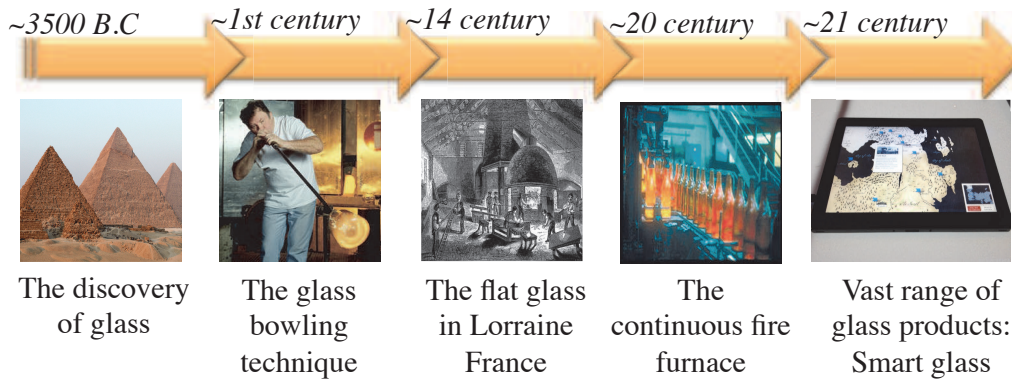 ~3500 B.C
~1st century
~14 century
~20 century
~21 century
The discovery
of glass
The glass
bowling
technique
The flat glass
in Lorraine
France
The
continuous fire
furnace
Vast range of
glass products:
Smart glass